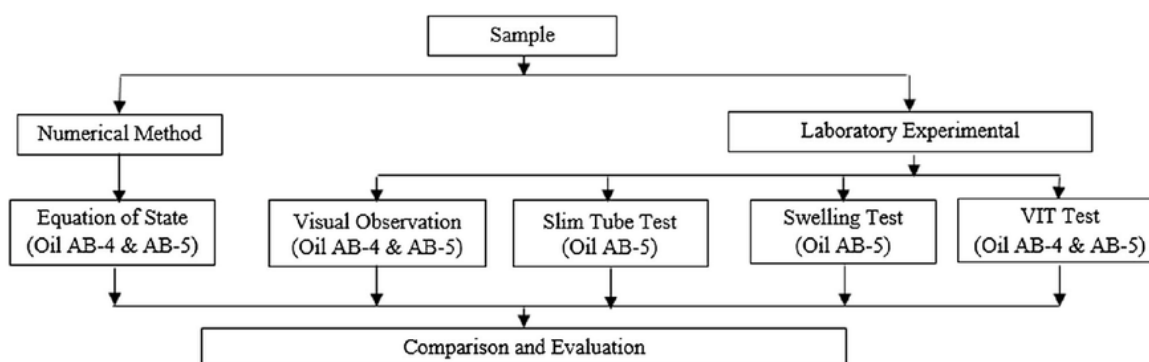 Sample
Numerical Method
Laboratory Experimental
Equation of State
(Oil AB-4 & AB-5)
Visual Observation
(Oil AB-4 & AB-5)
Slim Tube Test
(Oil AB-5)
Swelling Test
(Oil AB-5)
VIT Test
(Oil AB-4 & AB-5)
Comparison and Evaluation